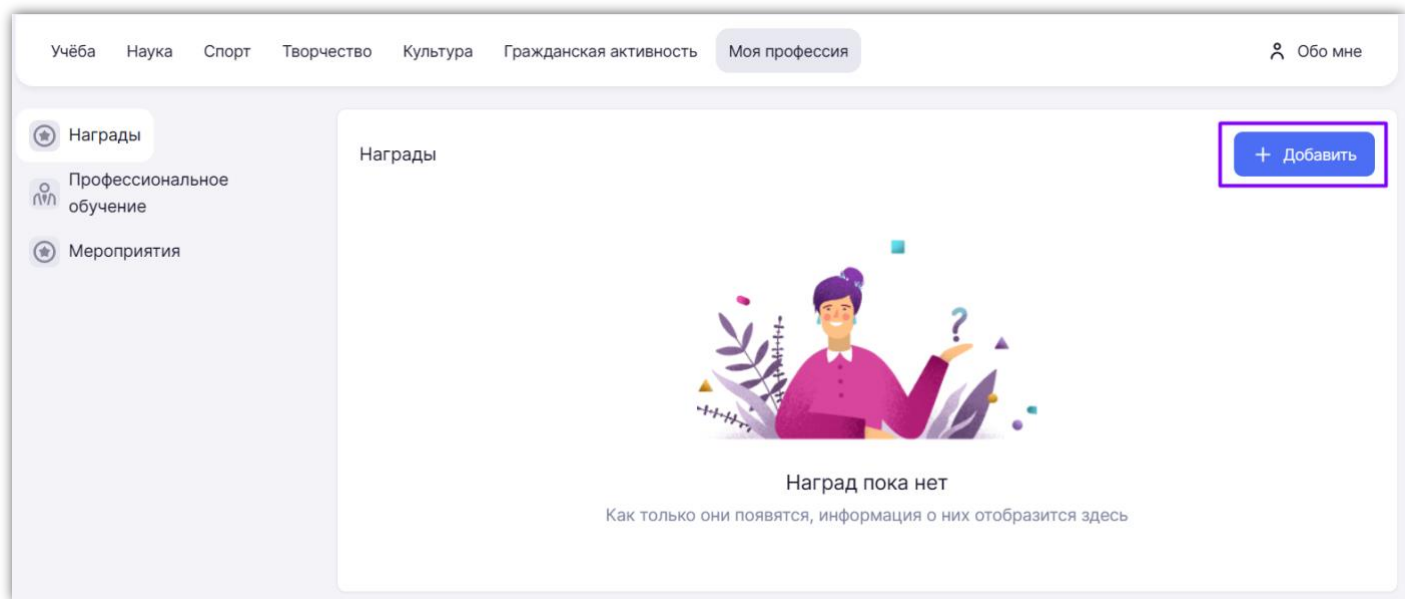 Учёба Наука Спорт Творчество Культура Гражданская активность Моя профессия Обо мне
Награды
Профессиональное
обучение
Мероприятия
Награды
+ Добавить
Наград пока нет
Как только они появятся, информация о них отобразится здесь